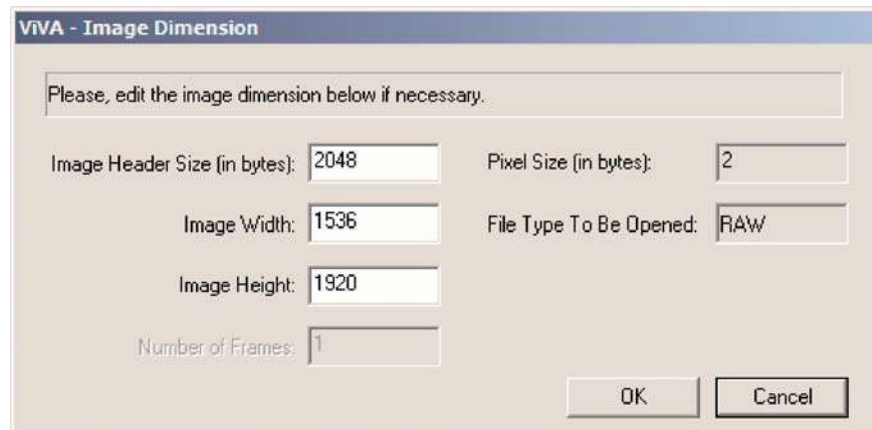 ViVA - Image Dimension
Please, edit the image dimension below if necessary.
Image Header Size (in bytes): 2048 Pixel Size (in bytes): 2
Image Width: 1536 File Type To Be Opened: RAW
Image Height: 1920
Number of Frames: 1
OK Cancel